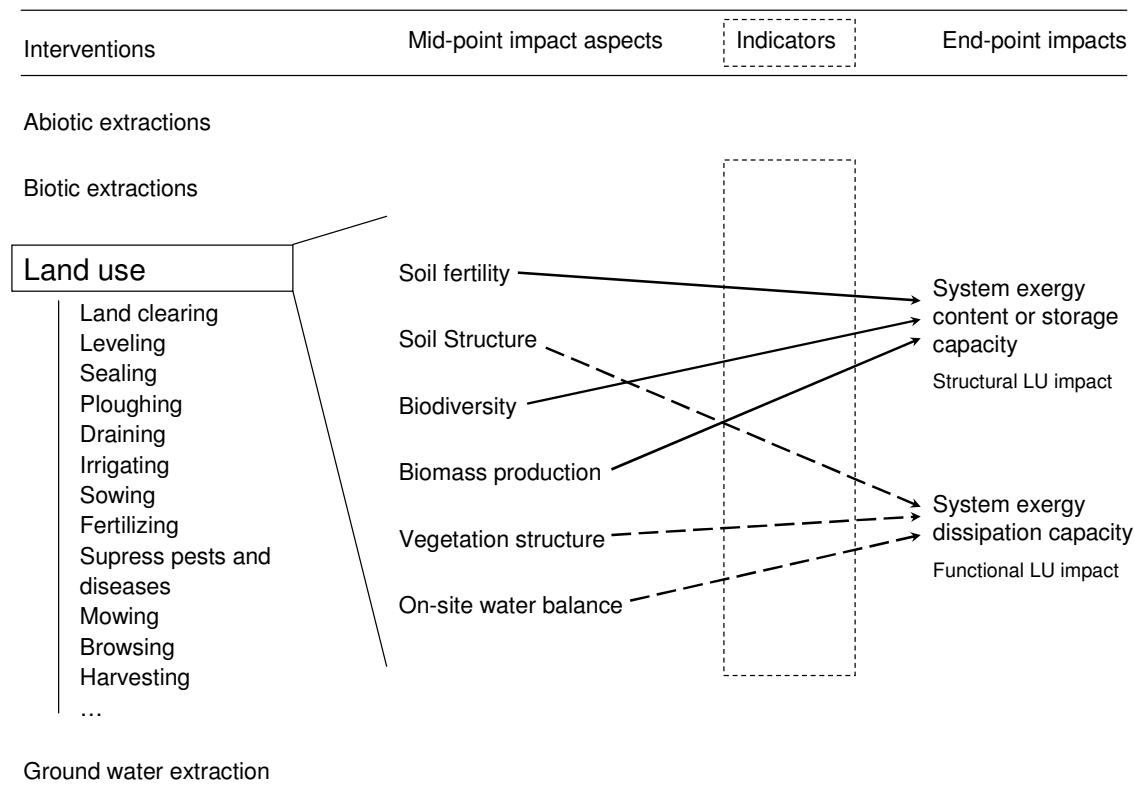 Interventions
Mid-point impact aspects
Indicators
End-point impacts
Abiotic extractions
Biotic extractions
Land use
Land clearing
Leveling
Sealing
Ploughing
Draining
Irrigating
Sowing
Fertilizing
Supress pests and
diseases
Mowing
Browsing
Harvesting
…
Ground water extraction
Soil fertility
Soil Structure
Biodiversity
Biomass production
Vegetation structure
On-site water balance
System exergy
content or storage
capacity
Structural LU impact
System exergy
dissipation capacity
Functional LU impact